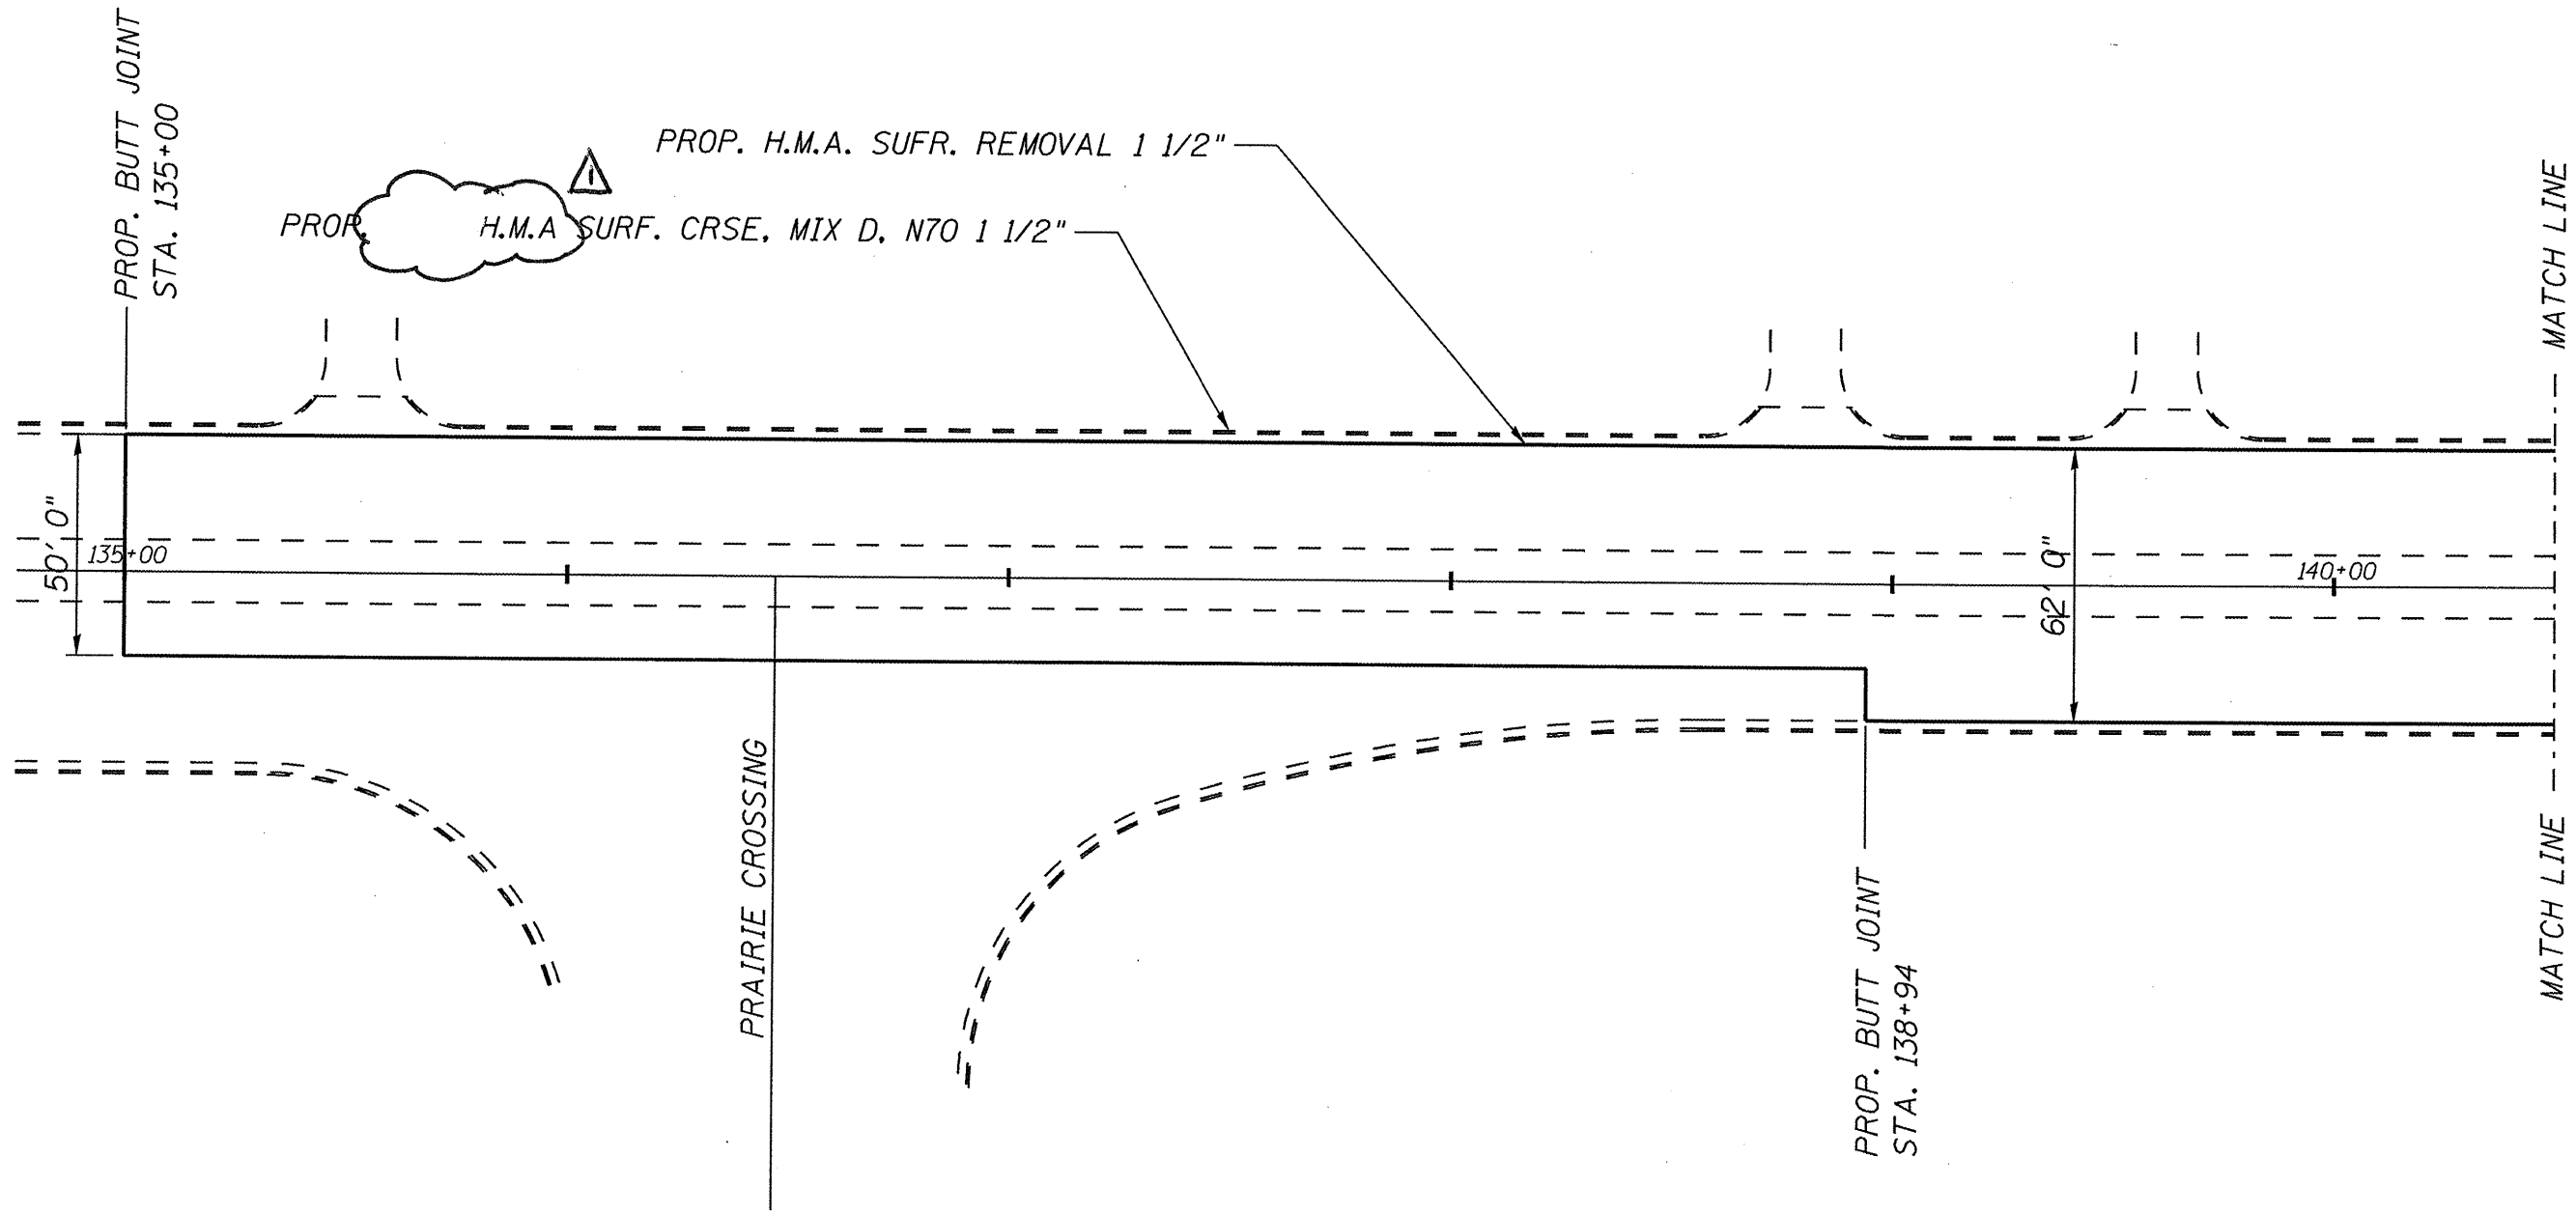 PROP. BUTT JOINT
STA. 135+00
PROP. H.M.A. SUFR. REMOVAL 1 1/2"
1
PROP. H.M.A SURF. CRSE, MIX D, N70 1 1/2"
MATCH LINE
50' 0"
135+00
62' 0"
140+00
PRAIRIE CROSSING
PROP. BUTT JOINT
STA. 138+94
MATCH LINE